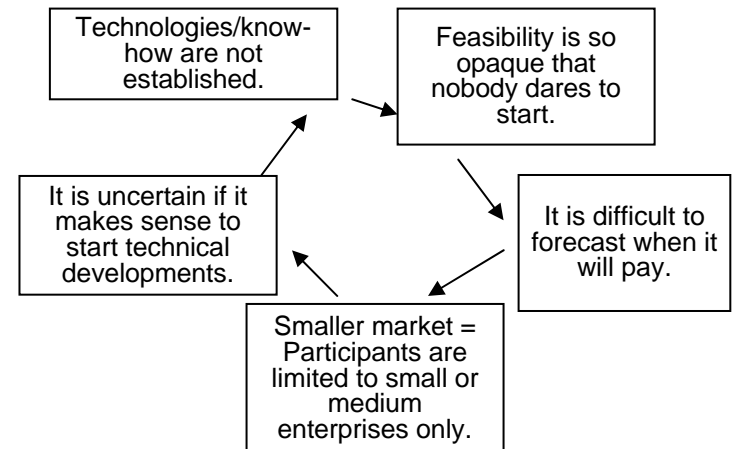 Technologies/know-
how are not
established.
Feasibility is so
opaque that
nobody dares to
start.
It is difficult to
forecast when it
will pay.
Smaller market =
Participants are
limited to small or
medium
enterprises only.
It is uncertain if it
makes sense to
start technical
developments.